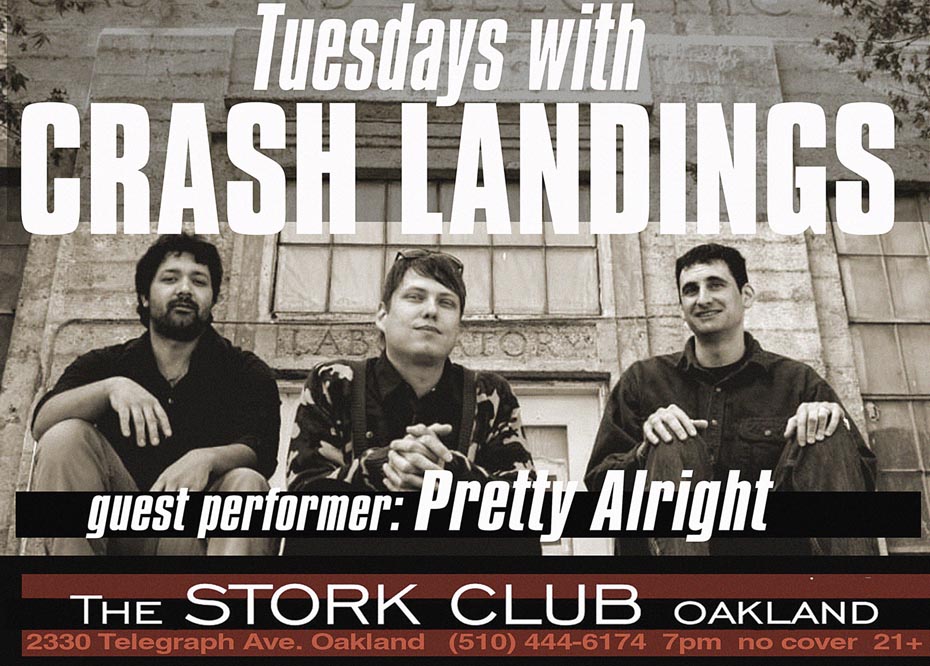 Tuesdays with
CRASH LANDINGS
LABORATORY
guest performer: Pretty Alright
THE STORK CLUB OAKLAND
2330 Telegraph Ave. Oakland (510) 444-6174 7pm no cover 21+